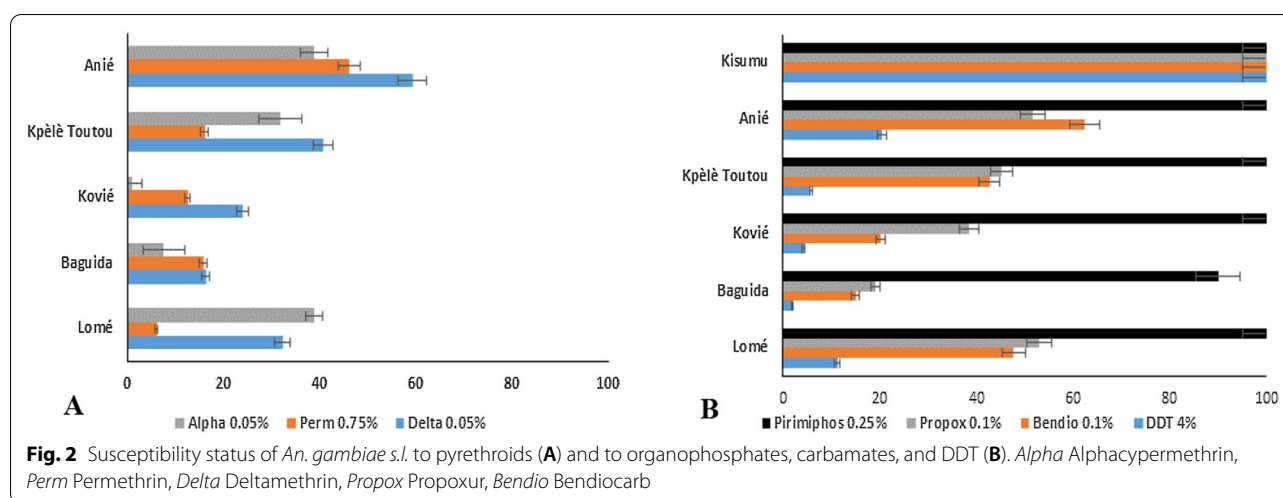 Anié
Kpèlè Toutou
Kovié
Baguida
Lomé
0 20 40 60 80 100
A
Alpha 0.05% Perm 0.75% Delta 0.05%
Kisumu
Anié
Kpèlè Toutou
Kovié
Baguida
Lomé
0 20 40 60 80 100
B
Pirimiphos 0.25% Propox 0.1% Bendio 0.1% DDT 4%
Fig. 2 Susceptibility status of An. gambiae s.l. to pyrethroids (A) and to organophosphates, carbamates, and DDT (B). Alpha Alphacypermethrin,
Perm Permethrin, Delta Deltamethrin, Propox Propoxur, Bendio Bendiocarb